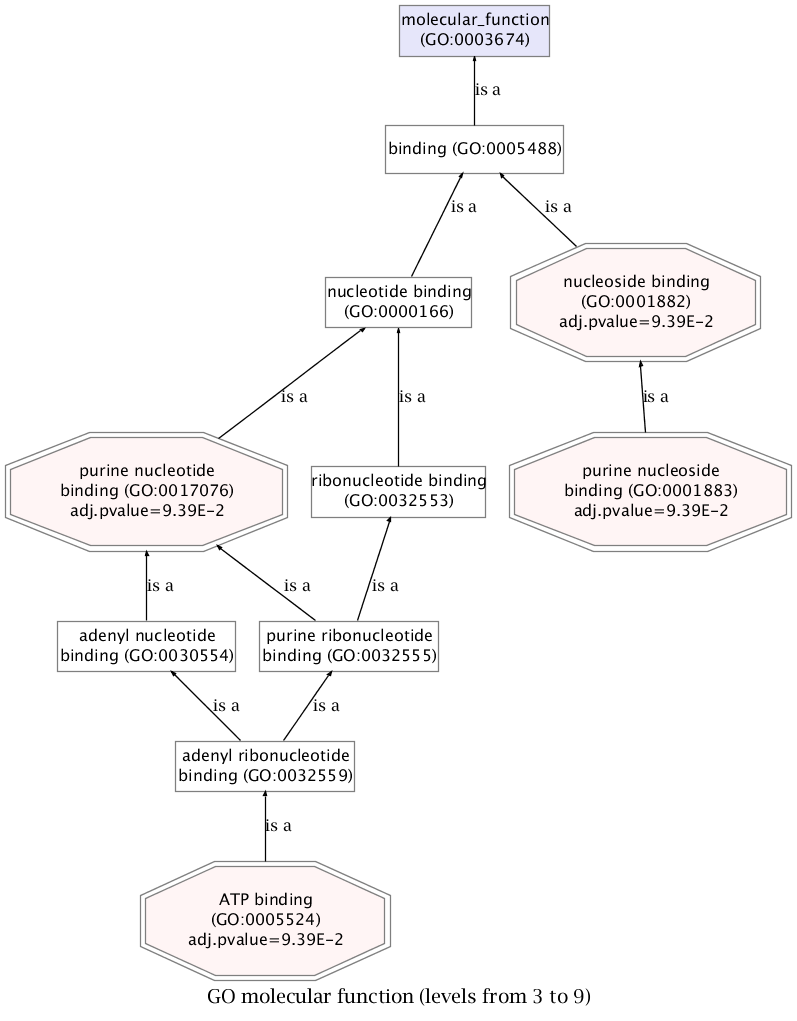 molecular_function
(GO:0003674)
is a
binding (GO:0005488)
is a
is a
nucleotide binding
(GO:0000166)
nucleoside binding
(GO:0001882)
adj.pvalue=9.39E-2
is a
is a
is a
purine nucleotide
binding (GO:0017076)
adj.pvalue=9.39E-2
ribonucleotide binding
(GO:0032553)
purine nucleoside
binding (GO:0001883)
adj.pvalue=9.39E-2
is a
is a
is a
adenyl nucleotide
binding (GO:0030554)
purine ribonucleotide
binding (GO:0032555)
is a
is a
adenyl ribonucleotide
binding (GO:0032559)
is a
ATP binding
(GO:0005524)
adj.pvalue=9.39E-2
GO molecular function (levels from 3 to 9)